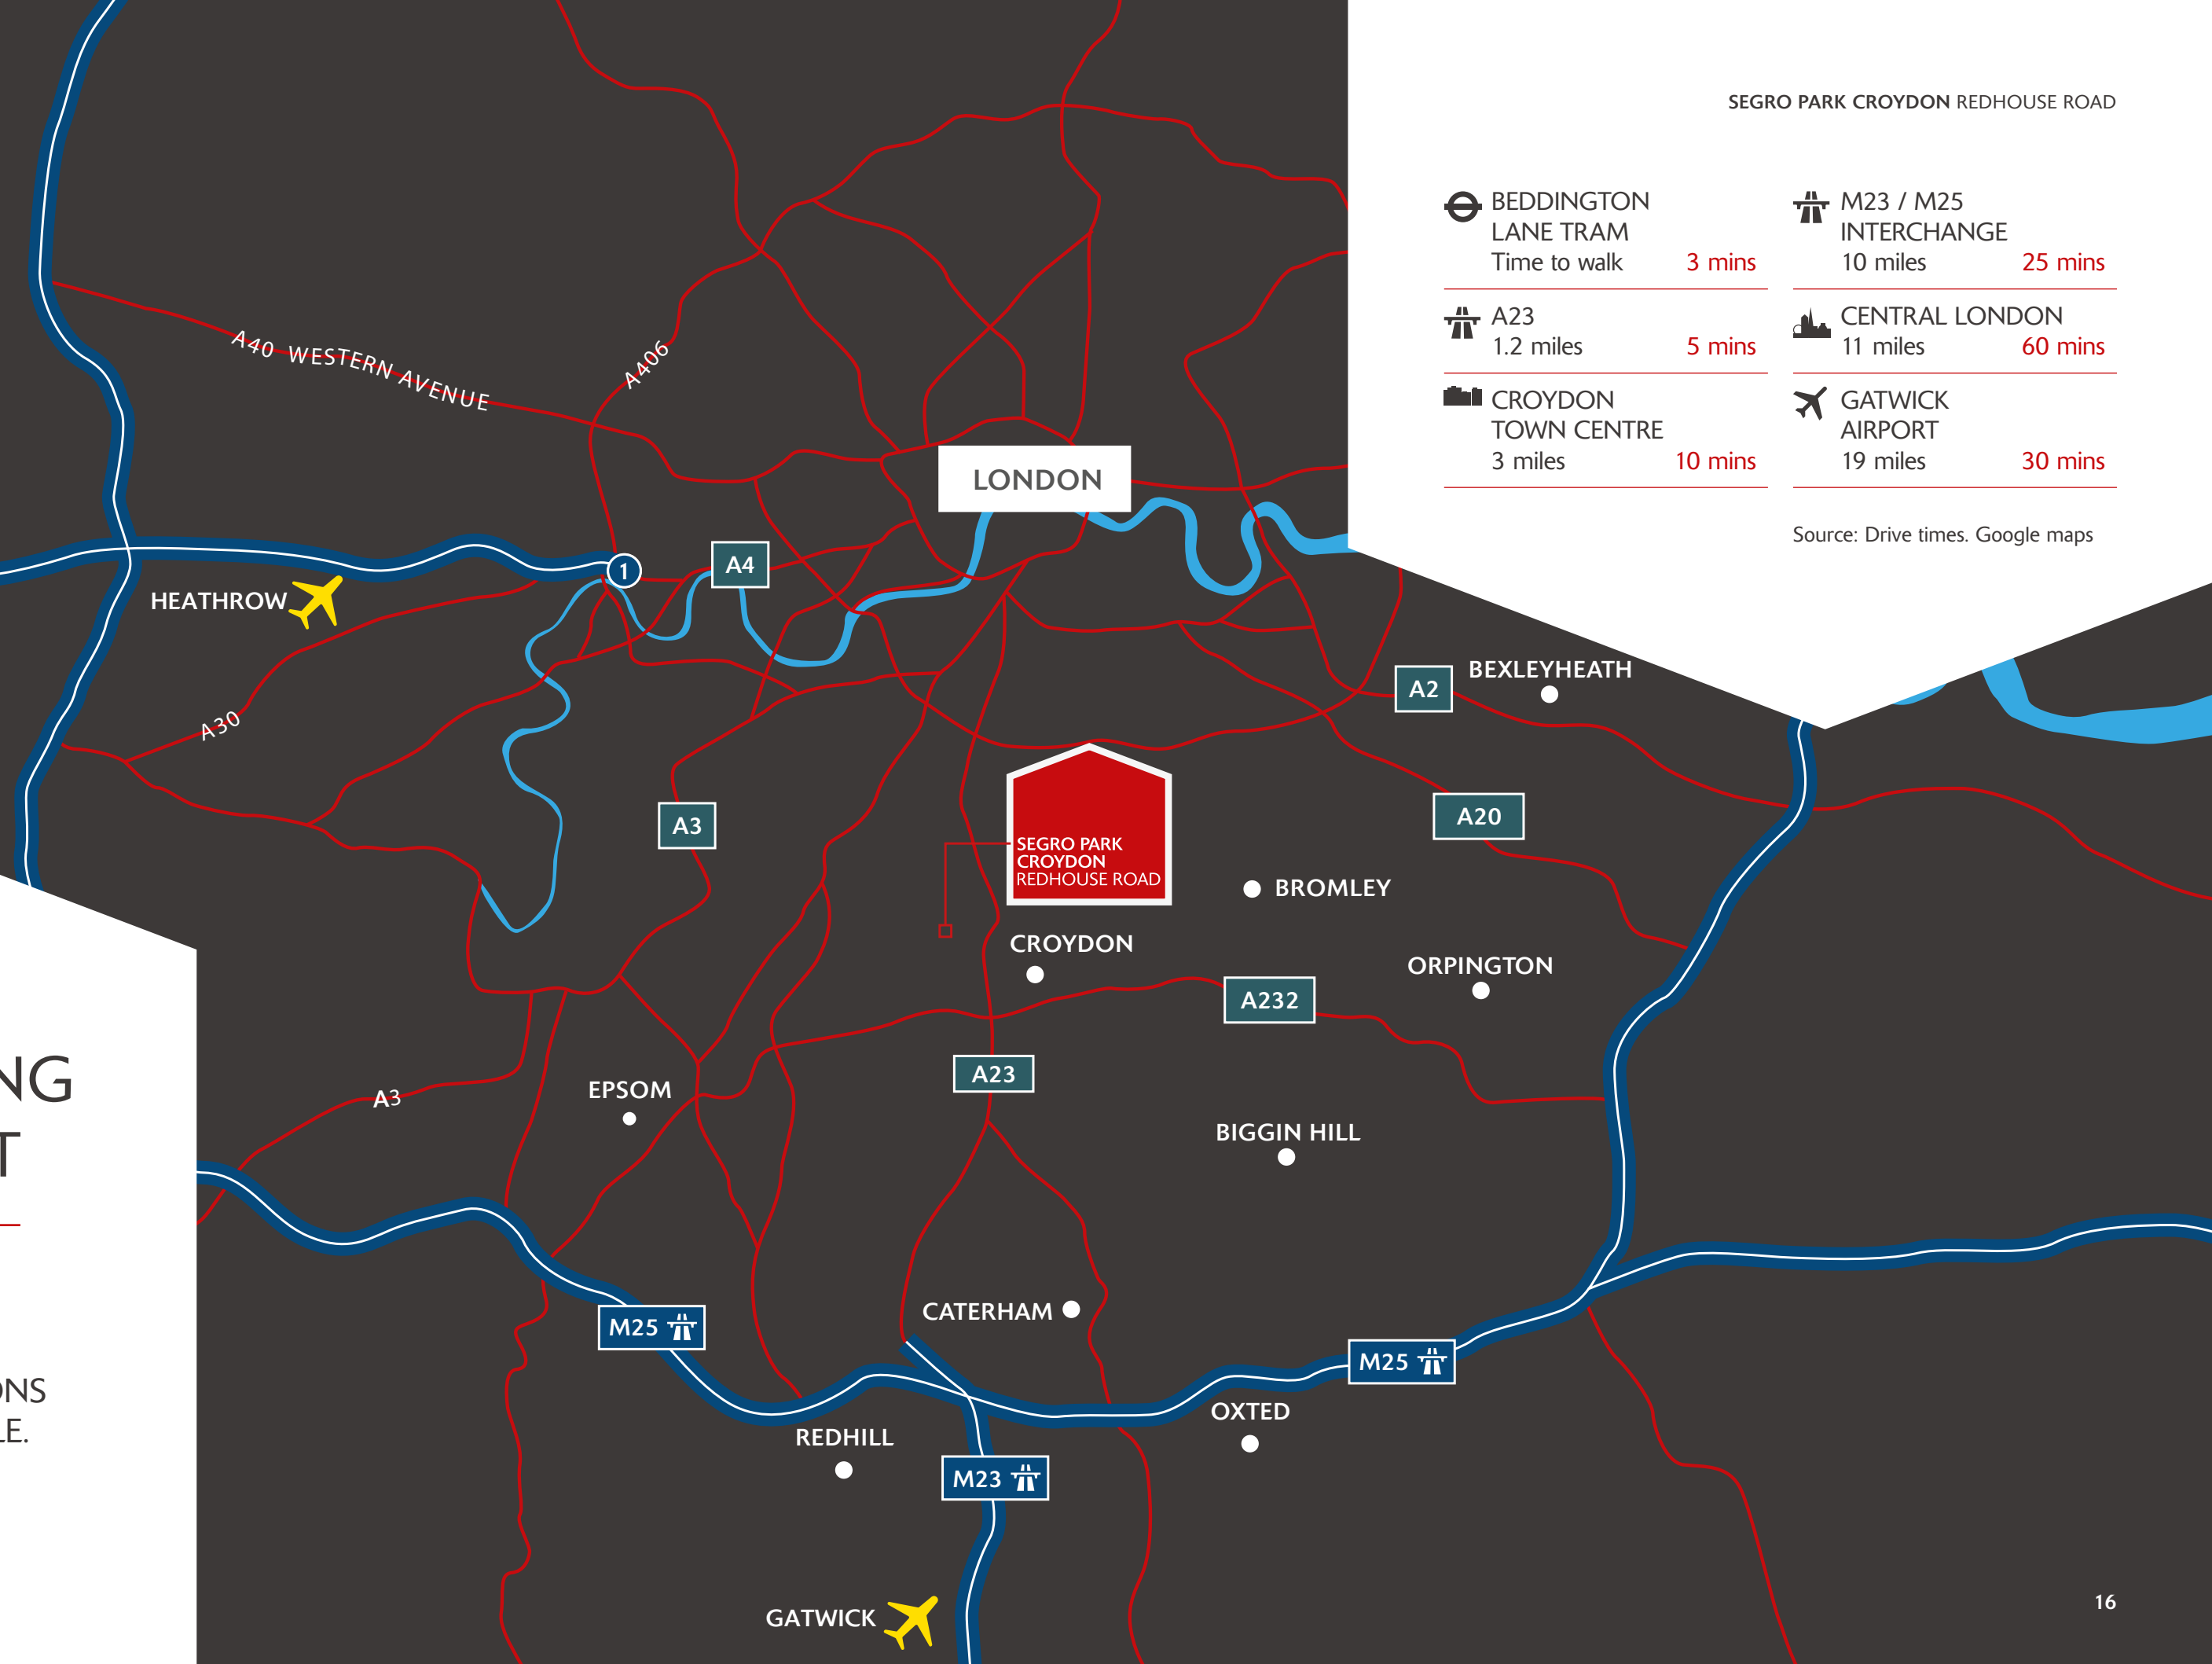 SEGRO PARK CROYDON REDHOUSE ROAD
BEDDINGTON
LANE TRAM
Time to walk 3 mins
A23
1.2 miles 5 mins
CROYDON
TOWN CENTRE
3 miles 10 mins
M23 / M25
INTERCHANGE
10 miles 25 mins
CENTRAL LONDON
11 miles 60 mins
GATWICK
AIRPORT
19 miles 30 mins
Source: Drive times. Google maps
A40 WESTERN AVENUE
A406
LONDON
1
A4
HEATHROW
A30
A2
BEXLEYHEATH
A3
A20
SEGRO PARK
CROYDON
REDHOUSE ROAD
BROMLEY
CROYDON
ORPINGTON
A232
A23
EPSOM
A3
BIGGIN HILL
NG
T
CATERHAM
M25
M25
ONS
LE.
OXTED
REDHILL
M23
GATWICK
16